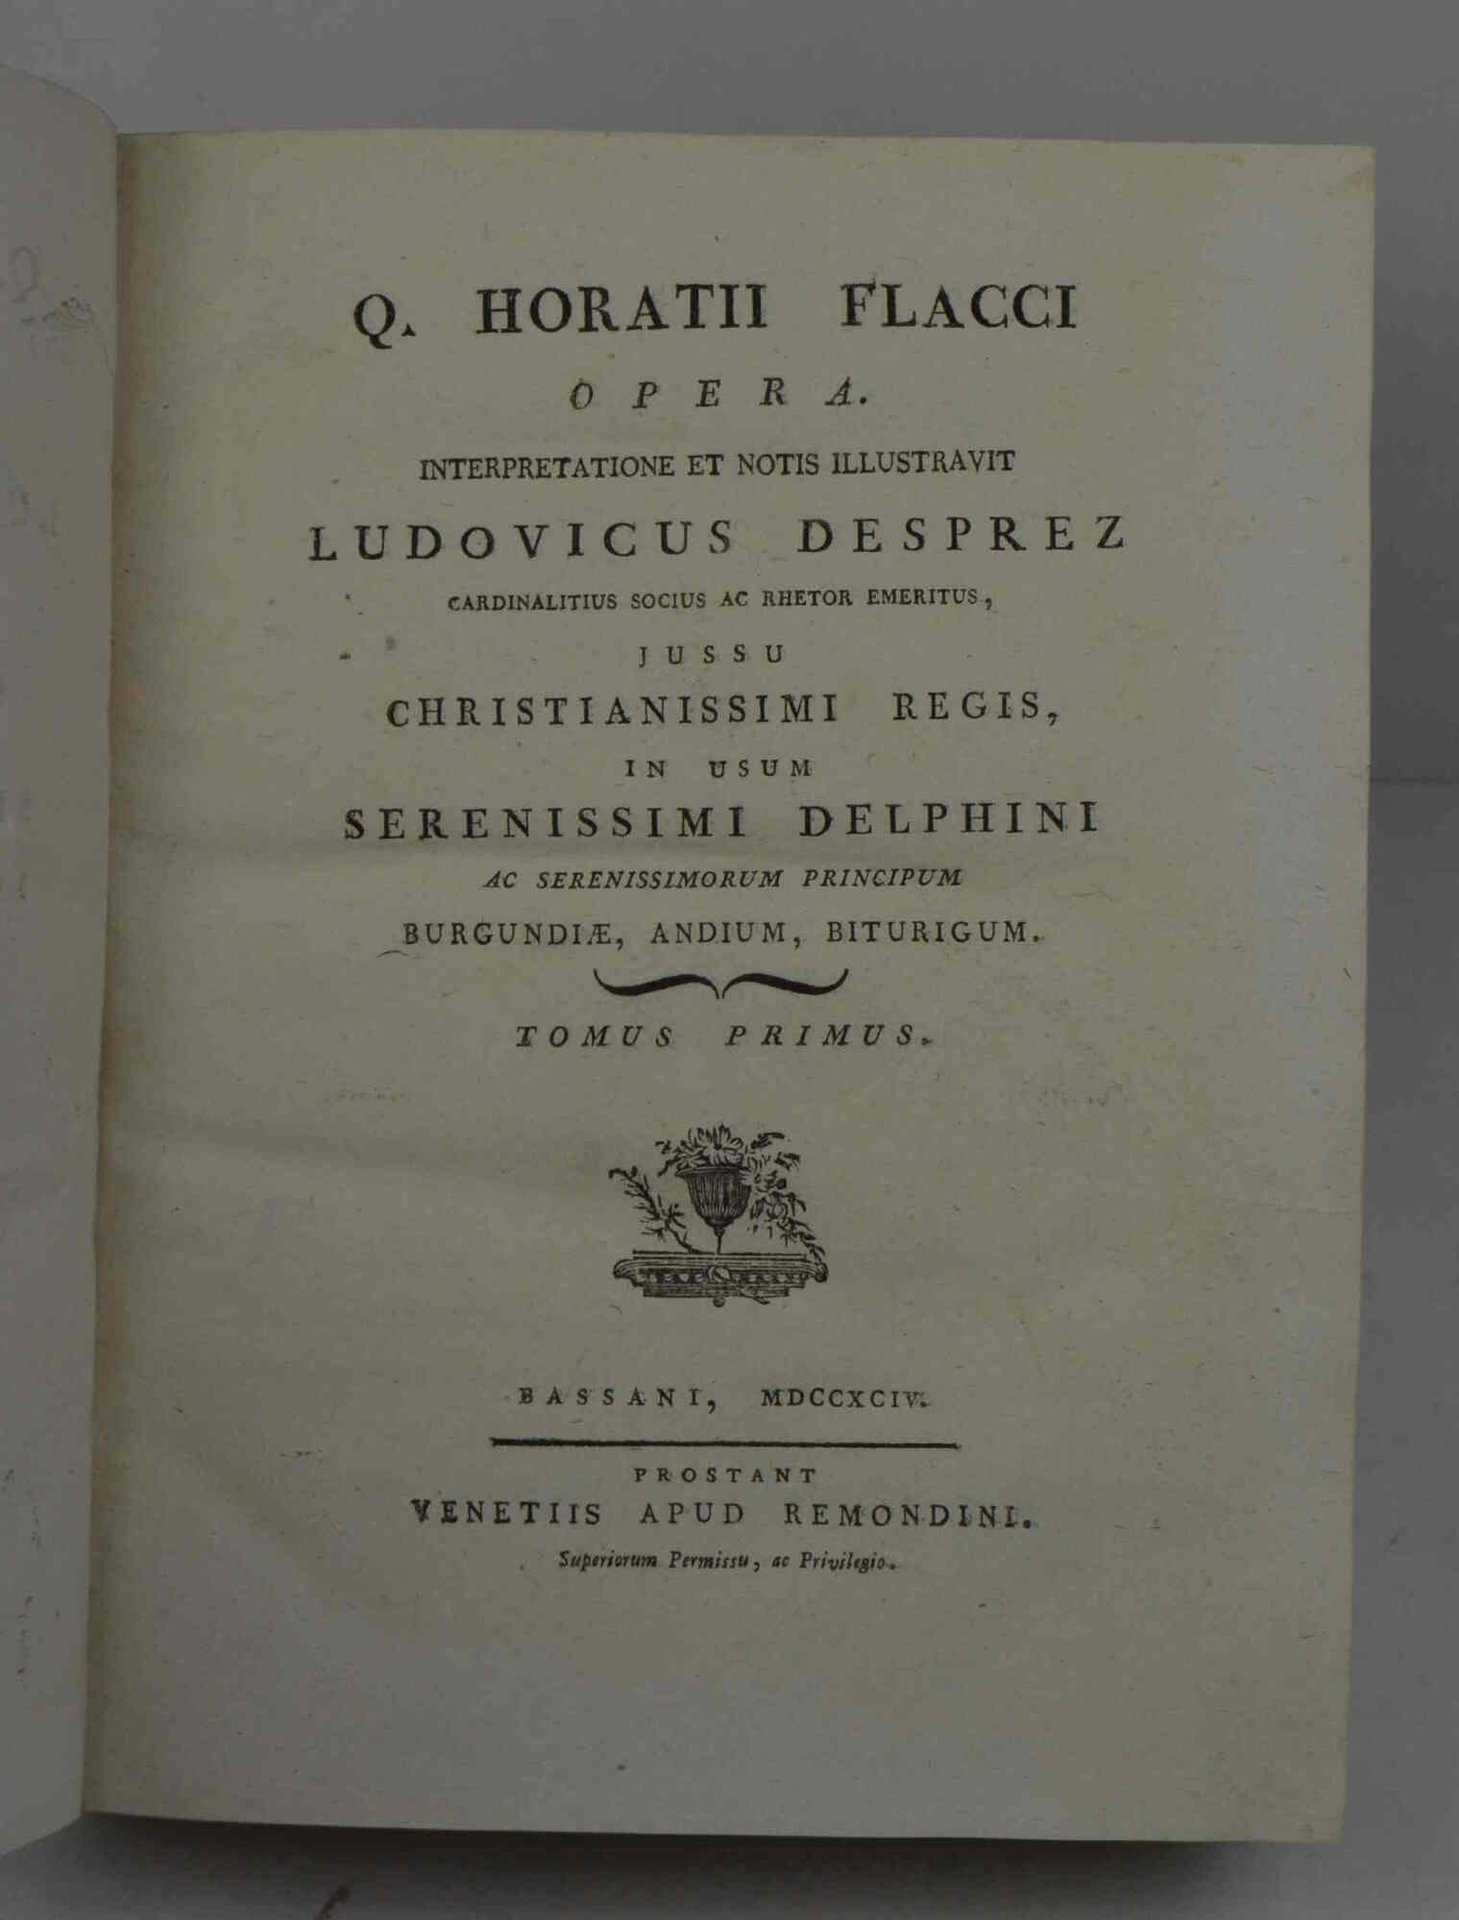 Q. HORATII FLACCI
OPERA.
INTERPRETATIONE ET NOTIS ILLUSTRAVIT
LUDOVICUS DESPREZ
CARDINALITIUS SOCIUS AC RHETOR EMERITUS,
JUSSU
CHRISTIANISSIMI REGIS,
IN USUM
SERENISSIMI DELPHINI
AC SERENISSIMORUM PRINCIPUM
BURGUNDIÆ, ANDIUM, BITURIGUM.
TOMUS PRIMUS.
BASSANI, MDCCXCIV.
PROSTANT
VENETIIS APUD REMONDINI.
Superiorum Permissu, ac Privilegio.